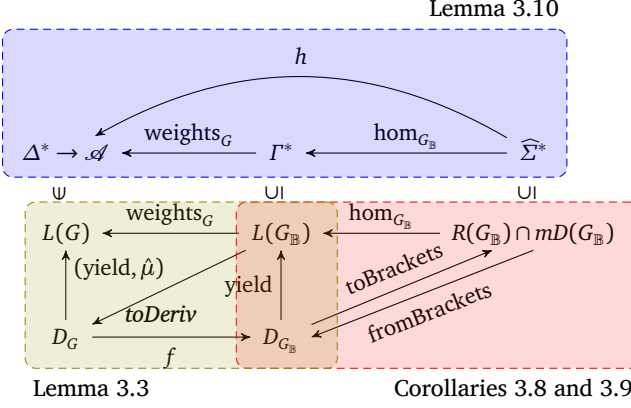 Lemma 3.10
h
Δ* → 𝒜 weights_G Γ* hom_{G_𝔹} Σ̂*
⋹ ∪I ∪I
L(G) weights_G L(G_𝔹) hom_{G_𝔹} R(G_𝔹) ∩ mD(G_𝔹)
(yield, μ̂) yield toBrackets
toDeriv fromBrackets
D_G f D_{G_𝔹}
Lemma 3.3 Corollaries 3.8 and 3.9